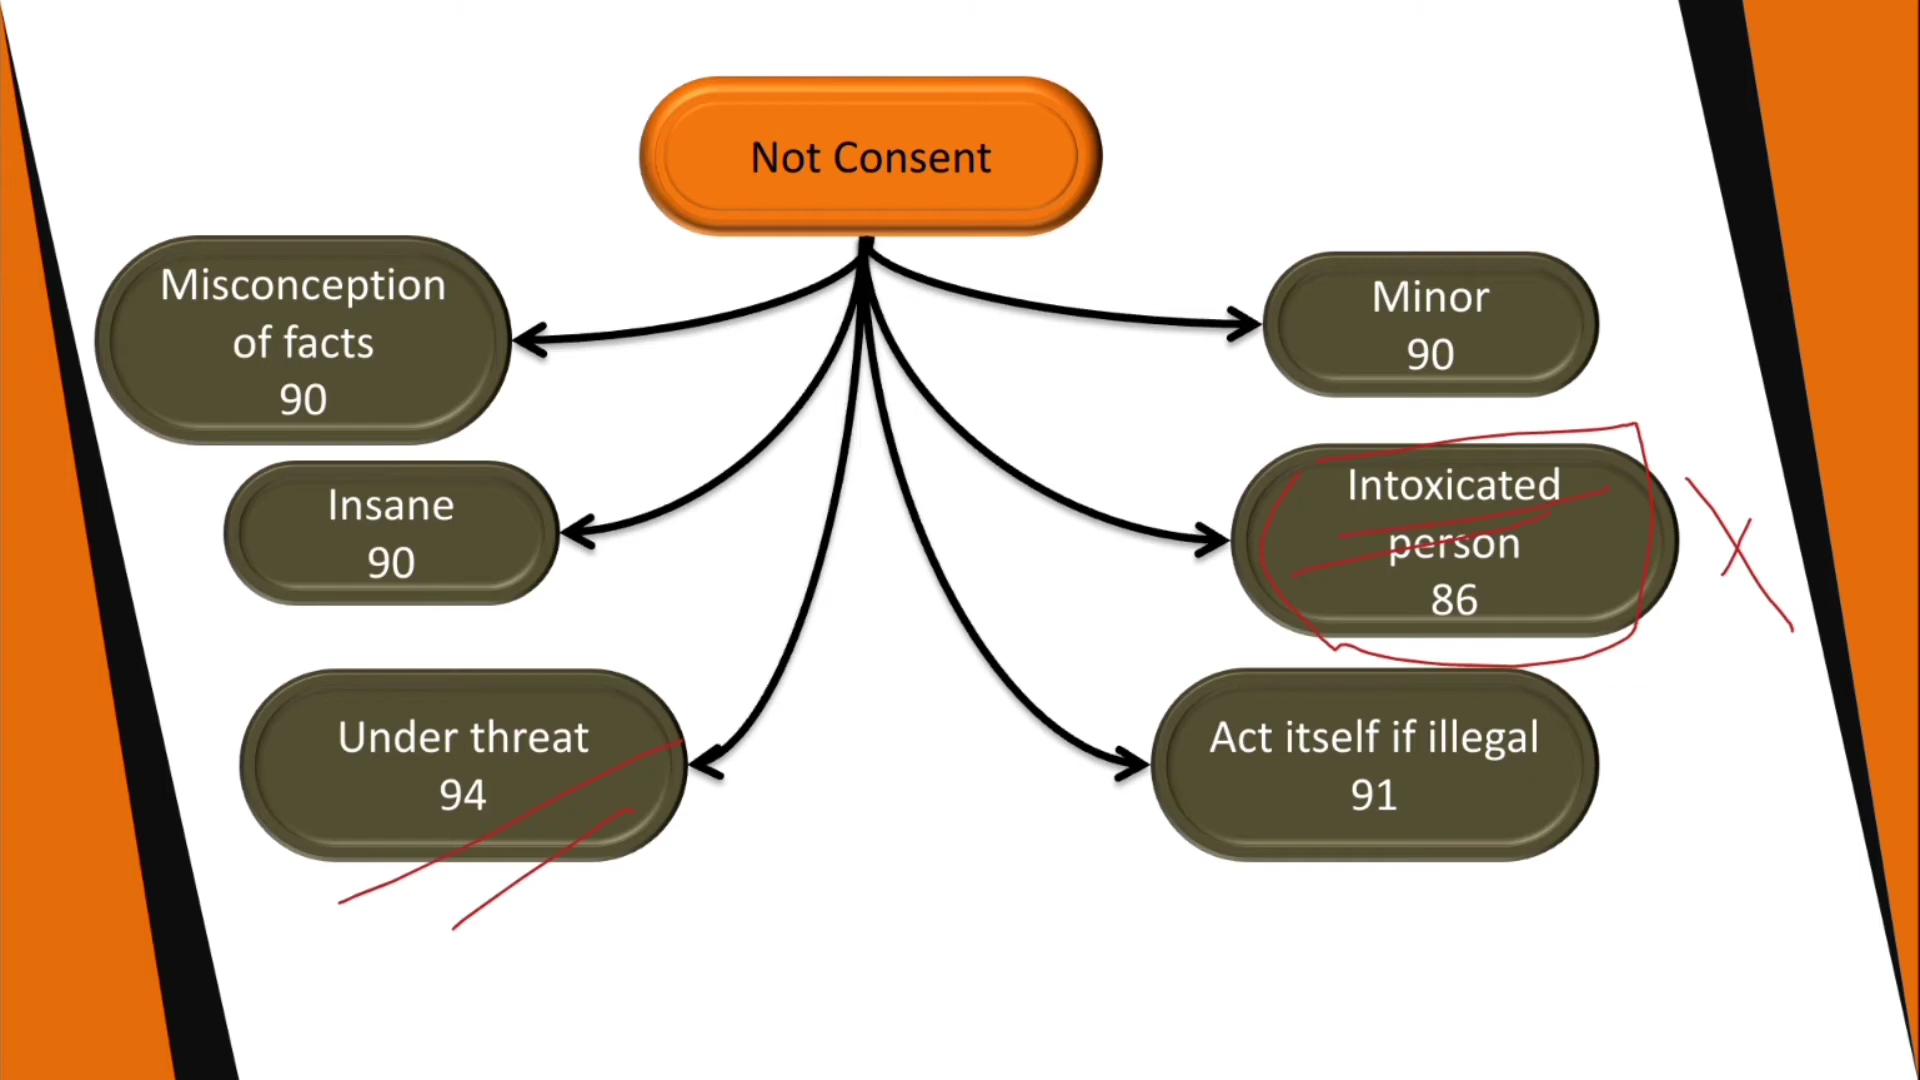 Not Consent
Misconception
of facts
90
Insane
90
Under threat
94
Minor
90
Intoxicated
person
86
Act itself if illegal
91